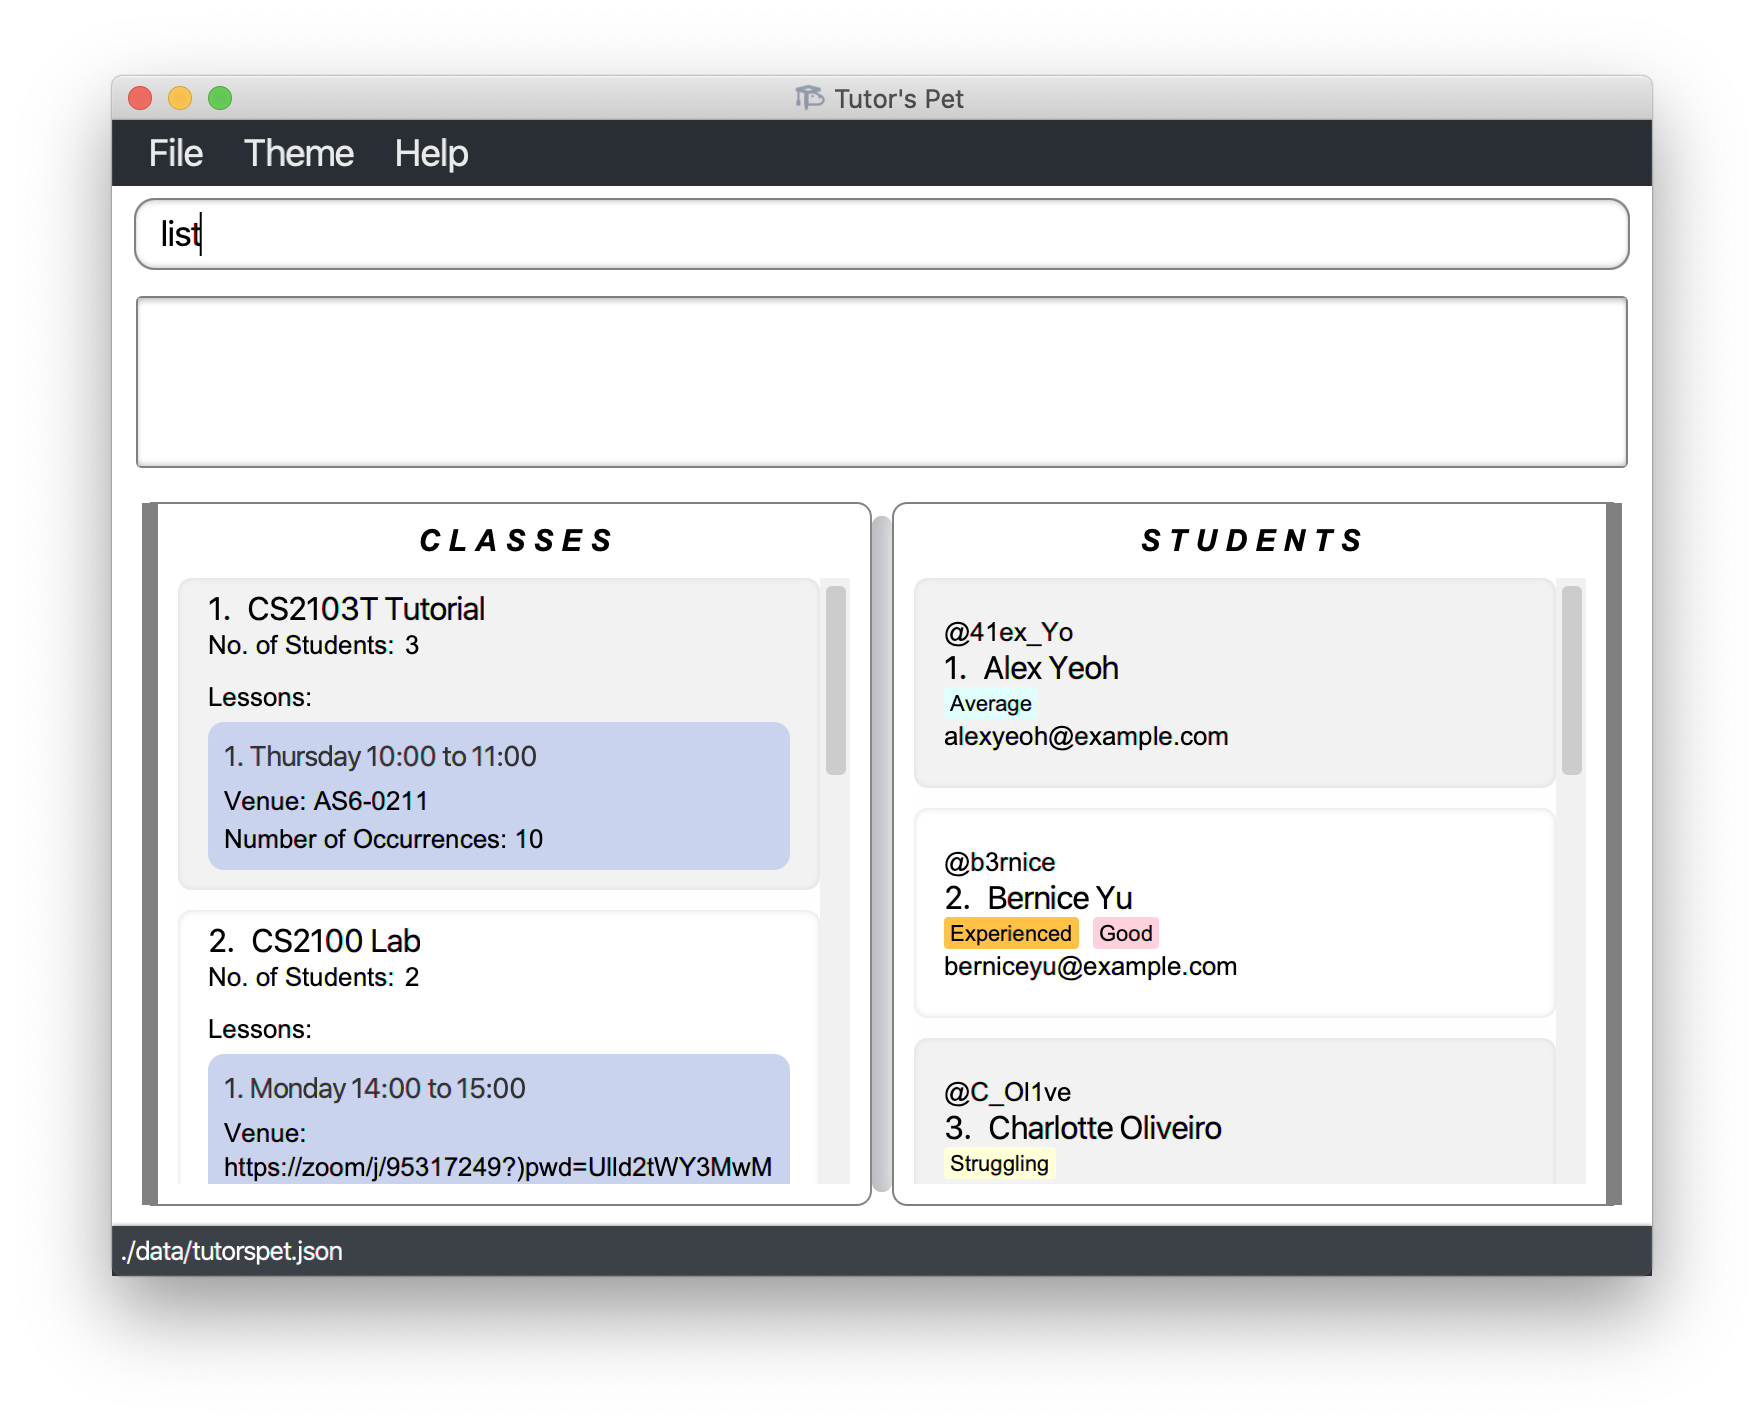 Tutor's Pet
File Theme Help
list
CLASSES
1. CS2103T Tutorial
No. of Students: 3
Lessons:
1. Thursday 10:00 to 11:00
Venue: AS6-0211
Number of Occurrences: 10
2. CS2100 Lab
No. of Students: 2
Lessons:
1. Monday 14:00 to 15:00
Venue:
https://zoom/j/95317249?)pwd=UlId2tWY3MwM
STUDENTS
@41ex_Yo
1. Alex Yeoh
Average
alexyeoh@example.com
@b3rnice
2. Bernice Yu
Experienced Good
berniceyu@example.com
@C_Ol1ve
3. Charlotte Oliveiro
Struggling
./data/tutorspet.json